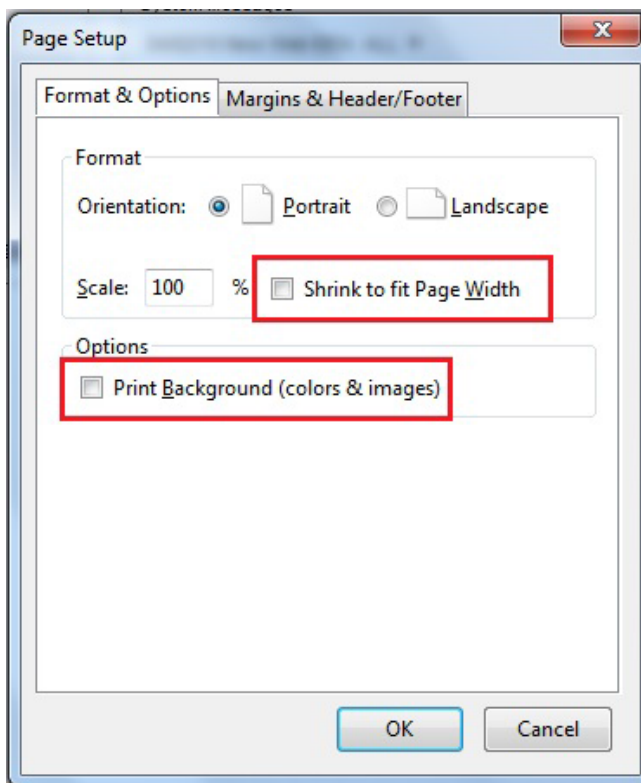 Page Setup
Format & Options Margins & Header/Footer
Format
Orientation: Portrait Landscape
Scale: 100 % Shrink to fit Page Width
Options
Print Background (colors & images)
OK Cancel